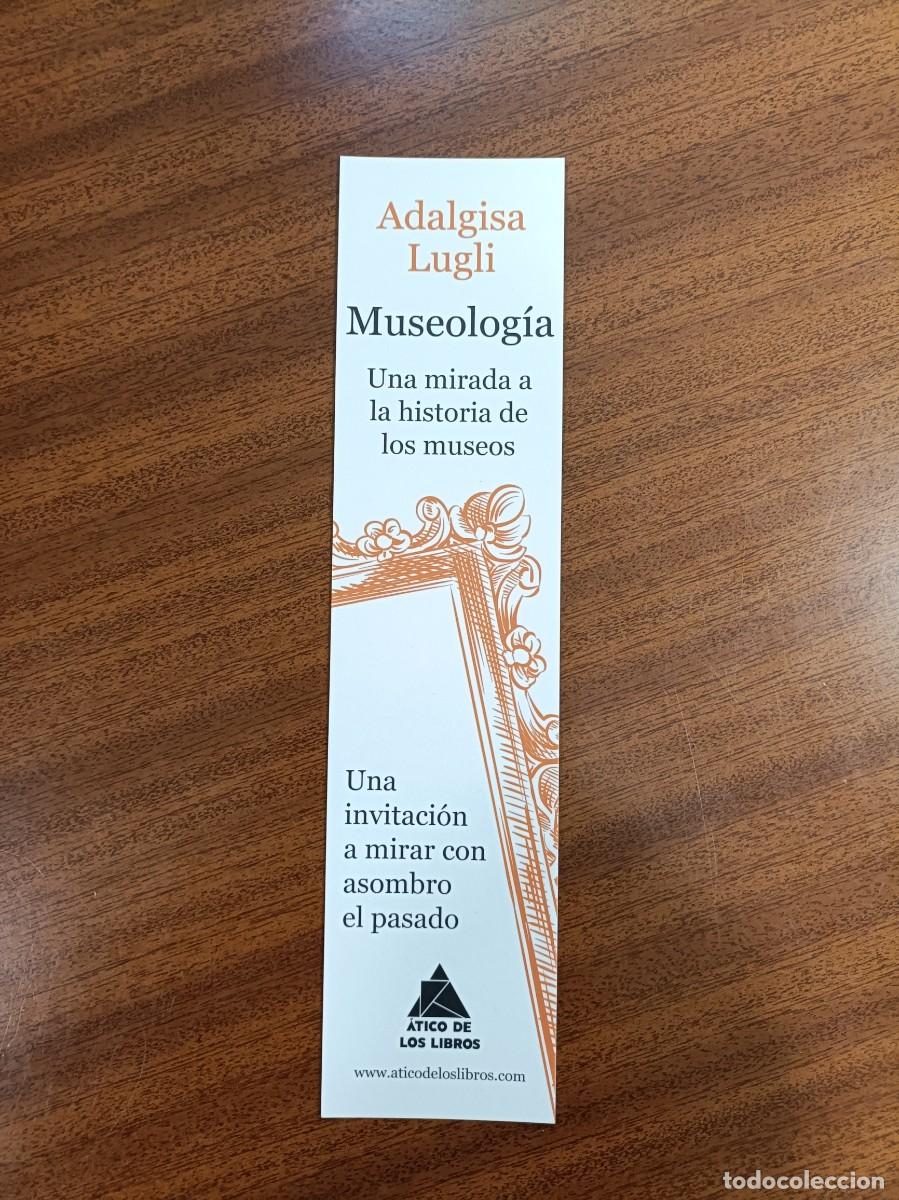 Adalgisa
Lugli
Museología
Una mirada a
la historia de
los museos
Una
invitación
a mirar con
asombro
el pasado
ÁTICO DE
LOS LIBROS
www.aticodeloslibros.com
todocoleccion